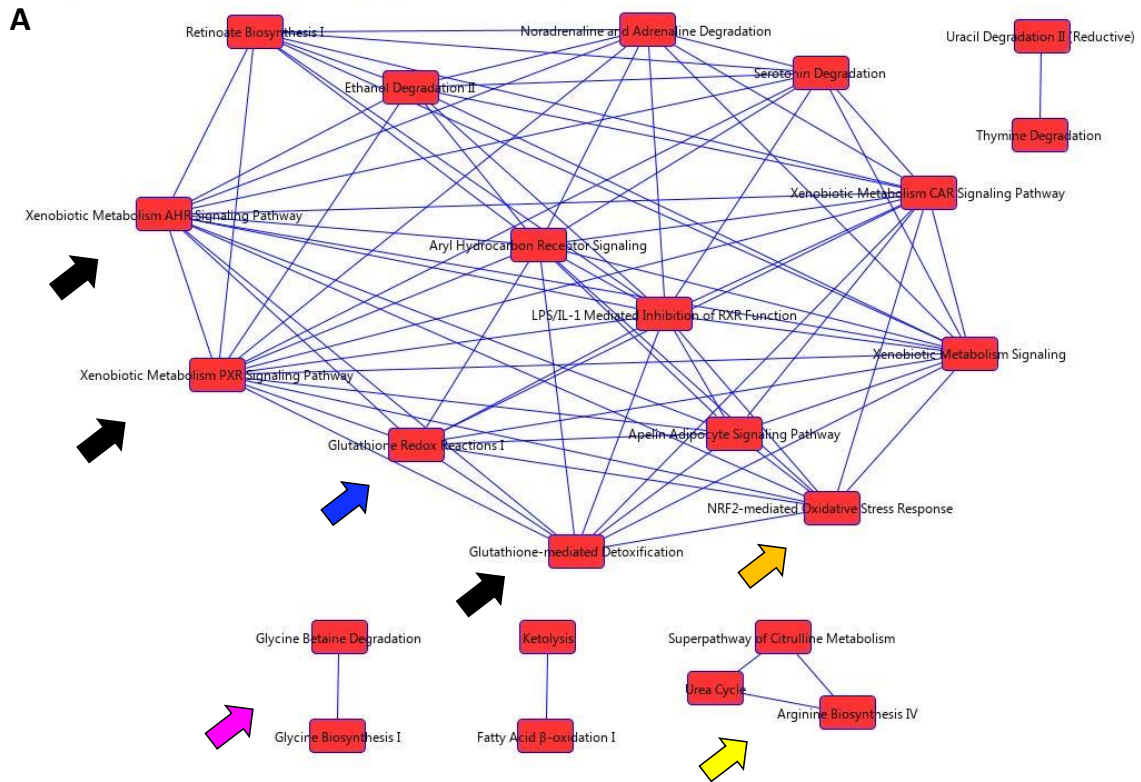 A
Retinoate Biosynthesis I
Noradrenaline and Adrenaline Degradation
Uracil Degradation II (Reductive)
Serotonin Degradation
Ethanol Degradation II
Thymine Degradation
Xenobiotic Metabolism CAR Signaling Pathway
Xenobiotic Metabolism AHR Signaling Pathway
Aryl Hydrocarbon Receptor Signaling
LPS/IL-1 Mediated Inhibition of RXR Function
Xenobiotic Metabolism Signaling
Xenobiotic Metabolism PXR Signaling Pathway
Apelin Adipocyte Signaling Pathway
Glutathione Redox Reactions I
NRF2-mediated Oxidative Stress Response
Glutathione-mediated Detoxification
Glycine Betaine Degradation
Ketolysis
Superpathway of Citrulline Metabolism
Urea Cycle
Arginine Biosynthesis IV
Glycine Biosynthesis I
Fatty Acid β-oxidation I